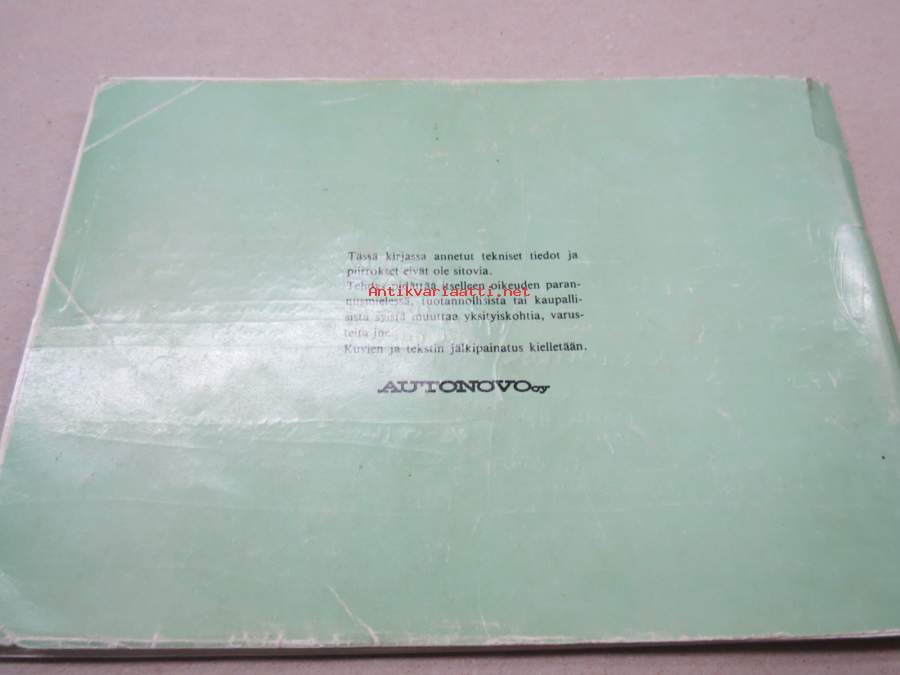 Tässä kirjassa annetut tekniset tiedot ja
piirrokset eivät ole sitovia.
Tehdas pidättää itselleen oikeuden paran-
Antikvariaatti.net
nusmielessä, tuotannollisista tai kaupalli-
sista syistä muuttaa yksityiskohtia, varus-
teita jne.
Kuvien ja tekstin jälkipainatus kielletään.
AUTONOVO oy